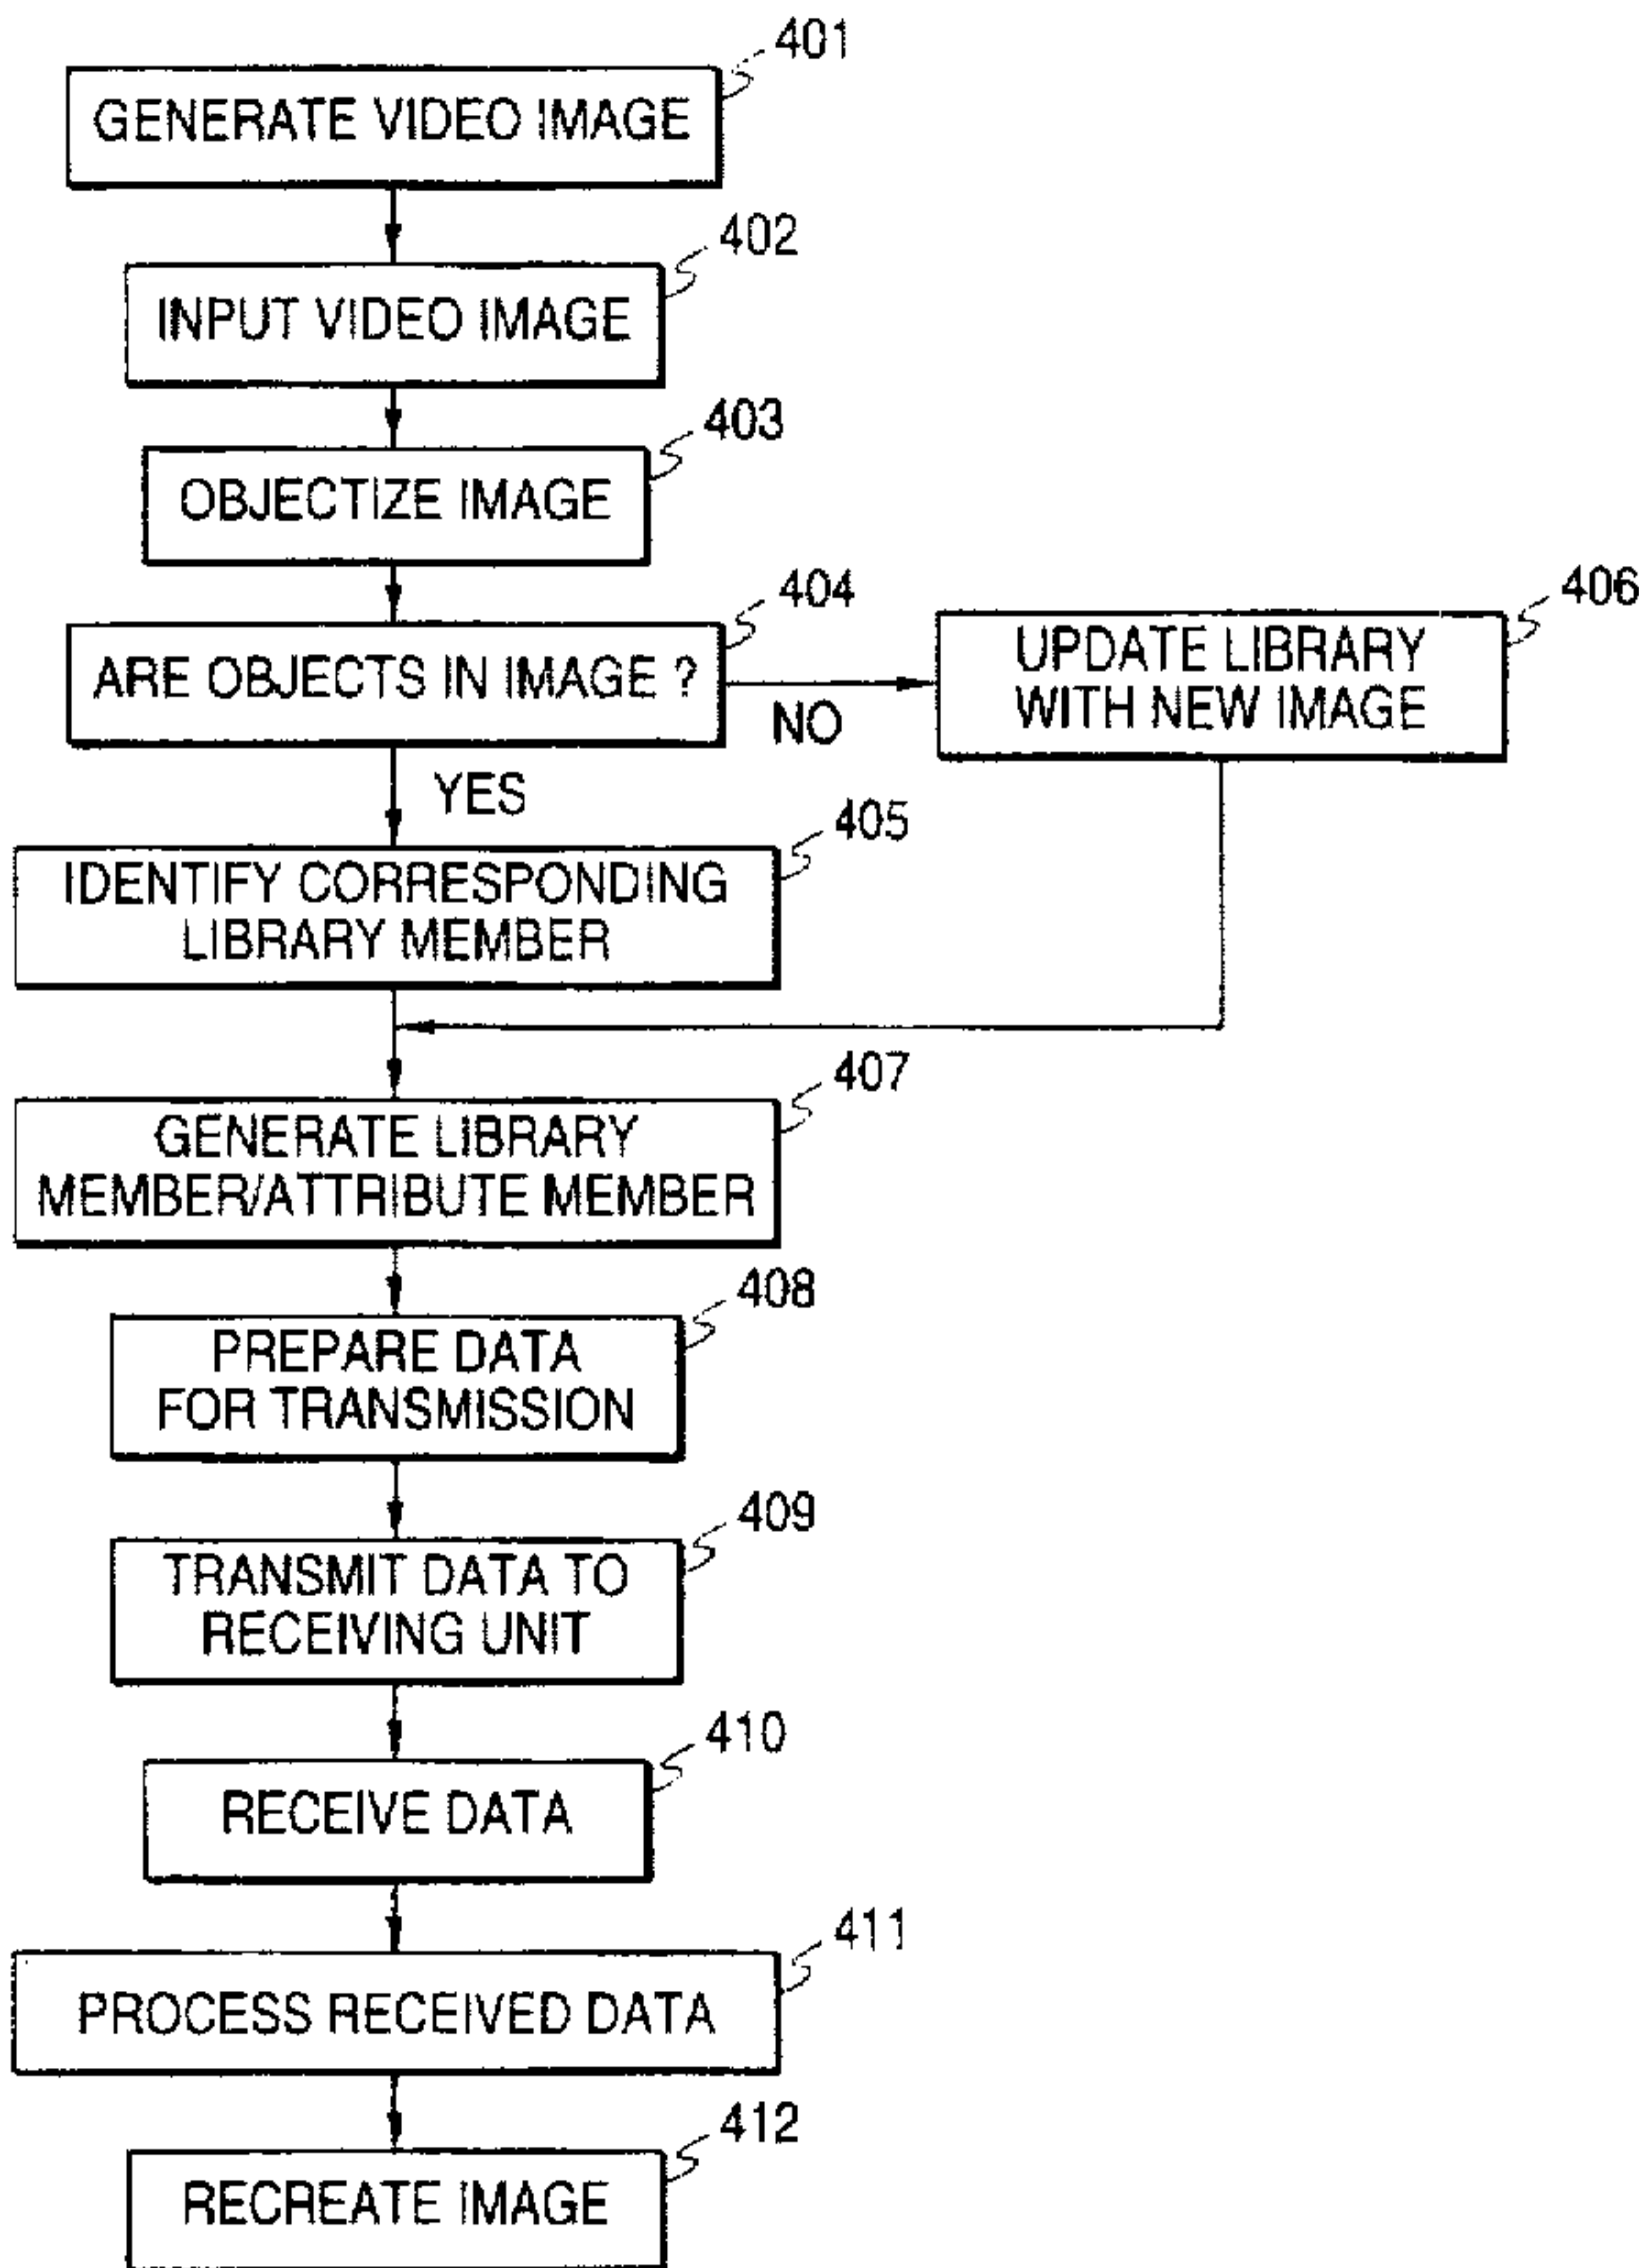 401
GENERATE VIDEO IMAGE
402
INPUT VIDEO IMAGE
403
OBJECTIZE IMAGE
404
ARE OBJECTS IN IMAGE ?
NO
406
UPDATE LIBRARY
WITH NEW IMAGE
YES
405
IDENTIFY CORRESPONDING
LIBRARY MEMBER
407
GENERATE LIBRARY
MEMBER/ATTRIBUTE MEMBER
408
PREPARE DATA
FOR TRANSMISSION
409
TRANSMIT DATA TO
RECEIVING UNIT
410
RECEIVE DATA
411
PROCESS RECEIVED DATA
412
RECREATE IMAGE